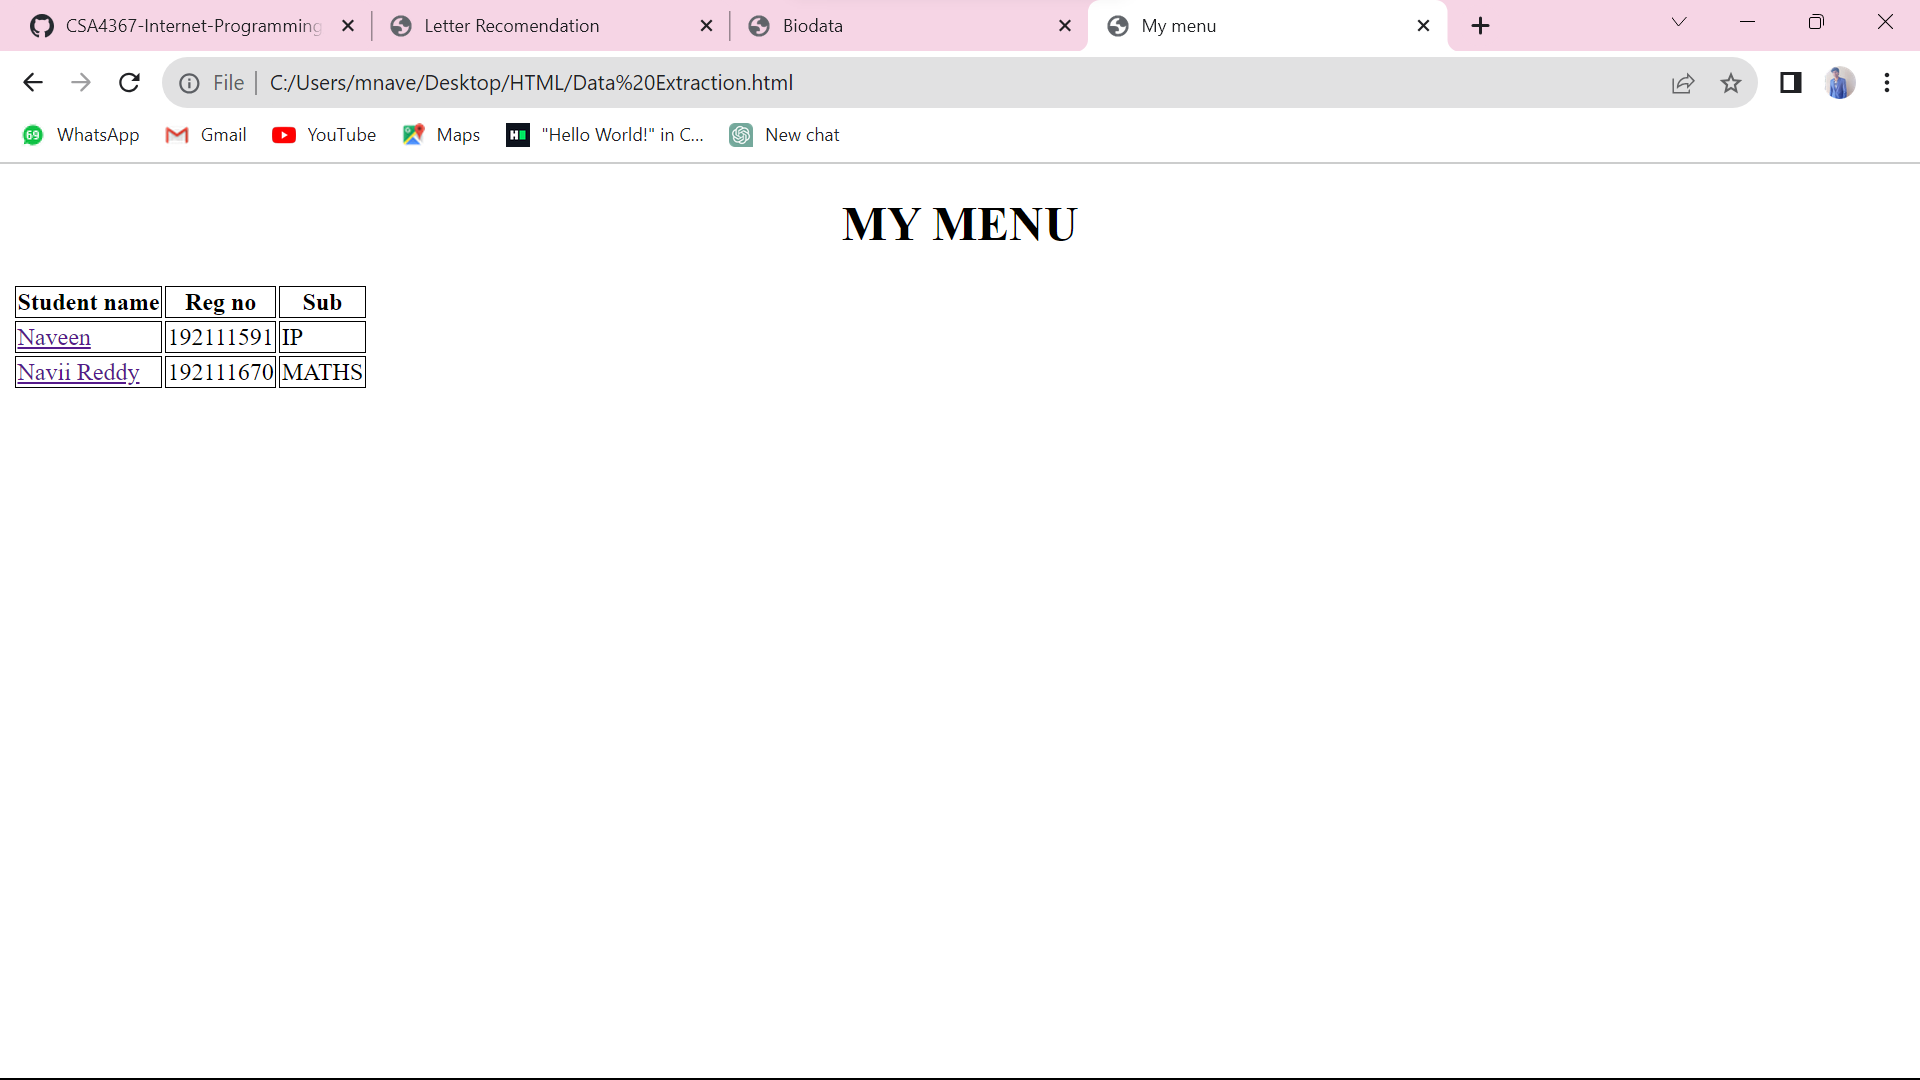 CSA4367-Internet-Programming Letter Recomendation Biodata My menu
File C:/Users/mnave/Desktop/HTML/Data%20Extraction.html
69 WhatsApp Gmail YouTube Maps H "Hello World!" in C... New chat
MY MENU
Student name Reg no Sub
Naveen 192111591 IP
Navii Reddy 192111670 MATHS